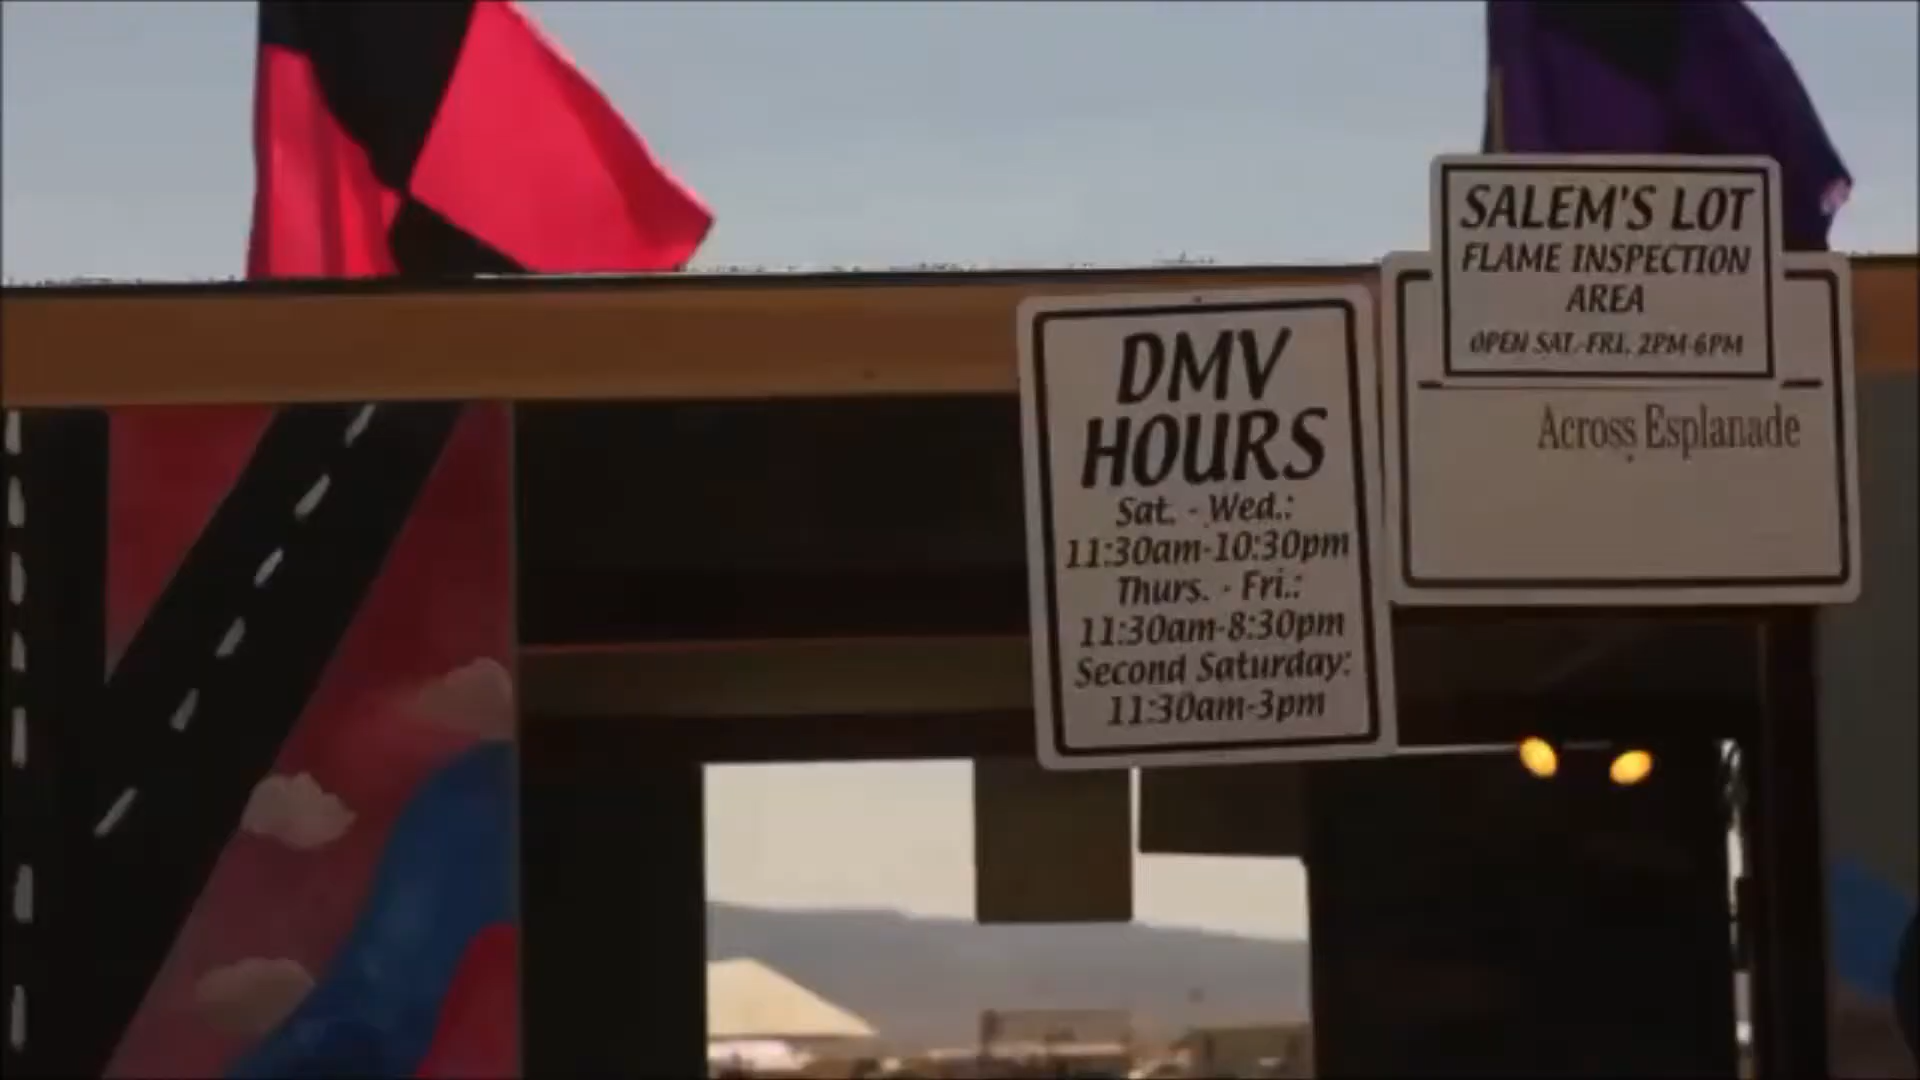 DMV
HOURS
Sat. - Wed.:
11:30am-10:30pm
Thurs. - Fri.:
11:30am-8:30pm
Second Saturday:
11:30am-3pm
SALEM'S LOT
FLAME INSPECTION
AREA
OPEN SAT.-FRI. 2PM-6PM
Across Esplanade